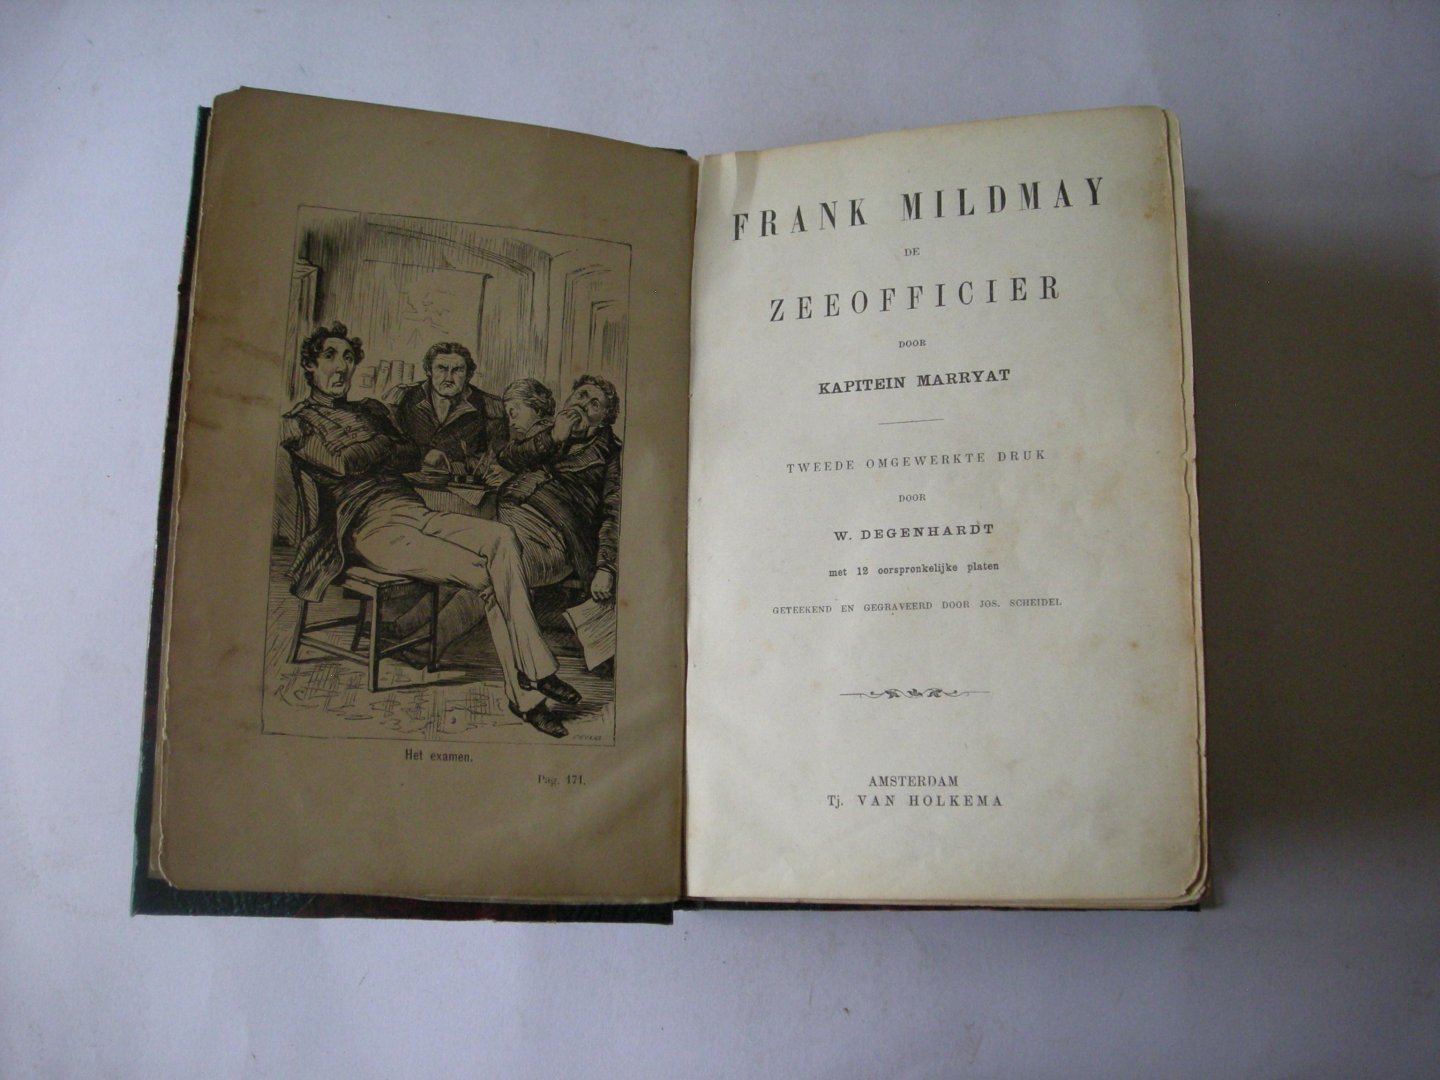 Het examen.
Pag. 171.
FRANK MILDMAY
DE
ZEEOFFICIER
DOOR
KAPITEIN MARRYAT
TWEEDE OMGEWERKTE DRUK
DOOR
W. DEGENHARDT
met 12 oorspronkelijke platen
GETEEKEND EN GEGRAVEERD DOOR JOS. SCHEIDEL
AMSTERDAM
Tj. VAN HOLKEMA